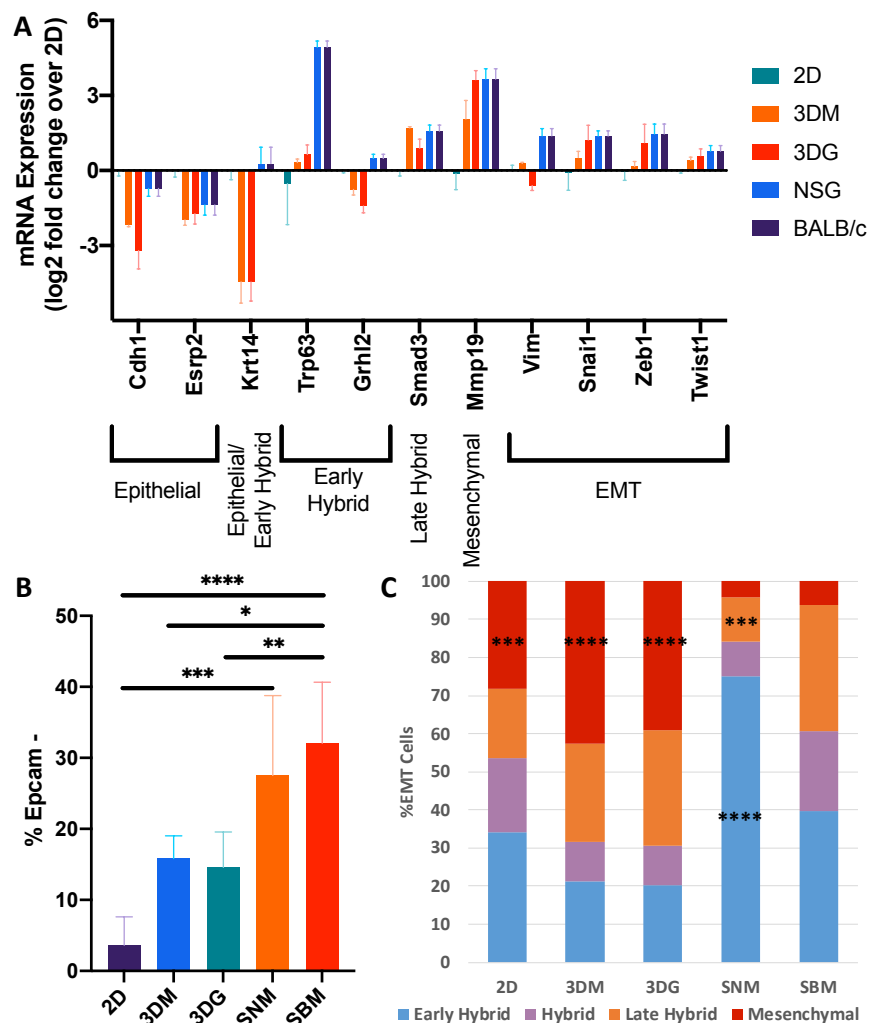 A
mRNA Expression
(log2 fold change over 2D)
6
3
0
-3
2D
3DM
3DG
NSG
BALB/c
Cdh1
Esrp2
Krt14
Trp63
Grhl2
Smad3
Mmp19
Vim
Snai1
Zeb1
Twist1
Epithelial
Epithelial/
Early Hybrid
Early
Hybrid
Late Hybrid
Mesenchymal
EMT
B
% Epcam -
50
40
30
20
10
0
****
*
**
***
2D
3DM
3DG
SNM
SBM
C
%EMT Cells
100
90
80
70
60
50
40
30
20
10
0
***
****
****
***
****
2D
3DM
3DG
SNM
SBM
Early Hybrid
Hybrid
Late Hybrid
Mesenchymal